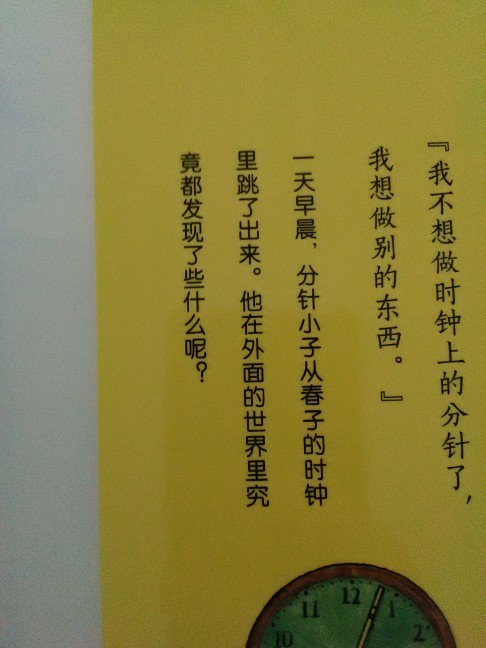 『我不想做时钟上的分针了，
我想做别的东西。』
一天早晨，分针小子从春子的时钟
里跳了出来。他在外面的世界里究
竟都发现了些什么呢？
11
12
1
10
2